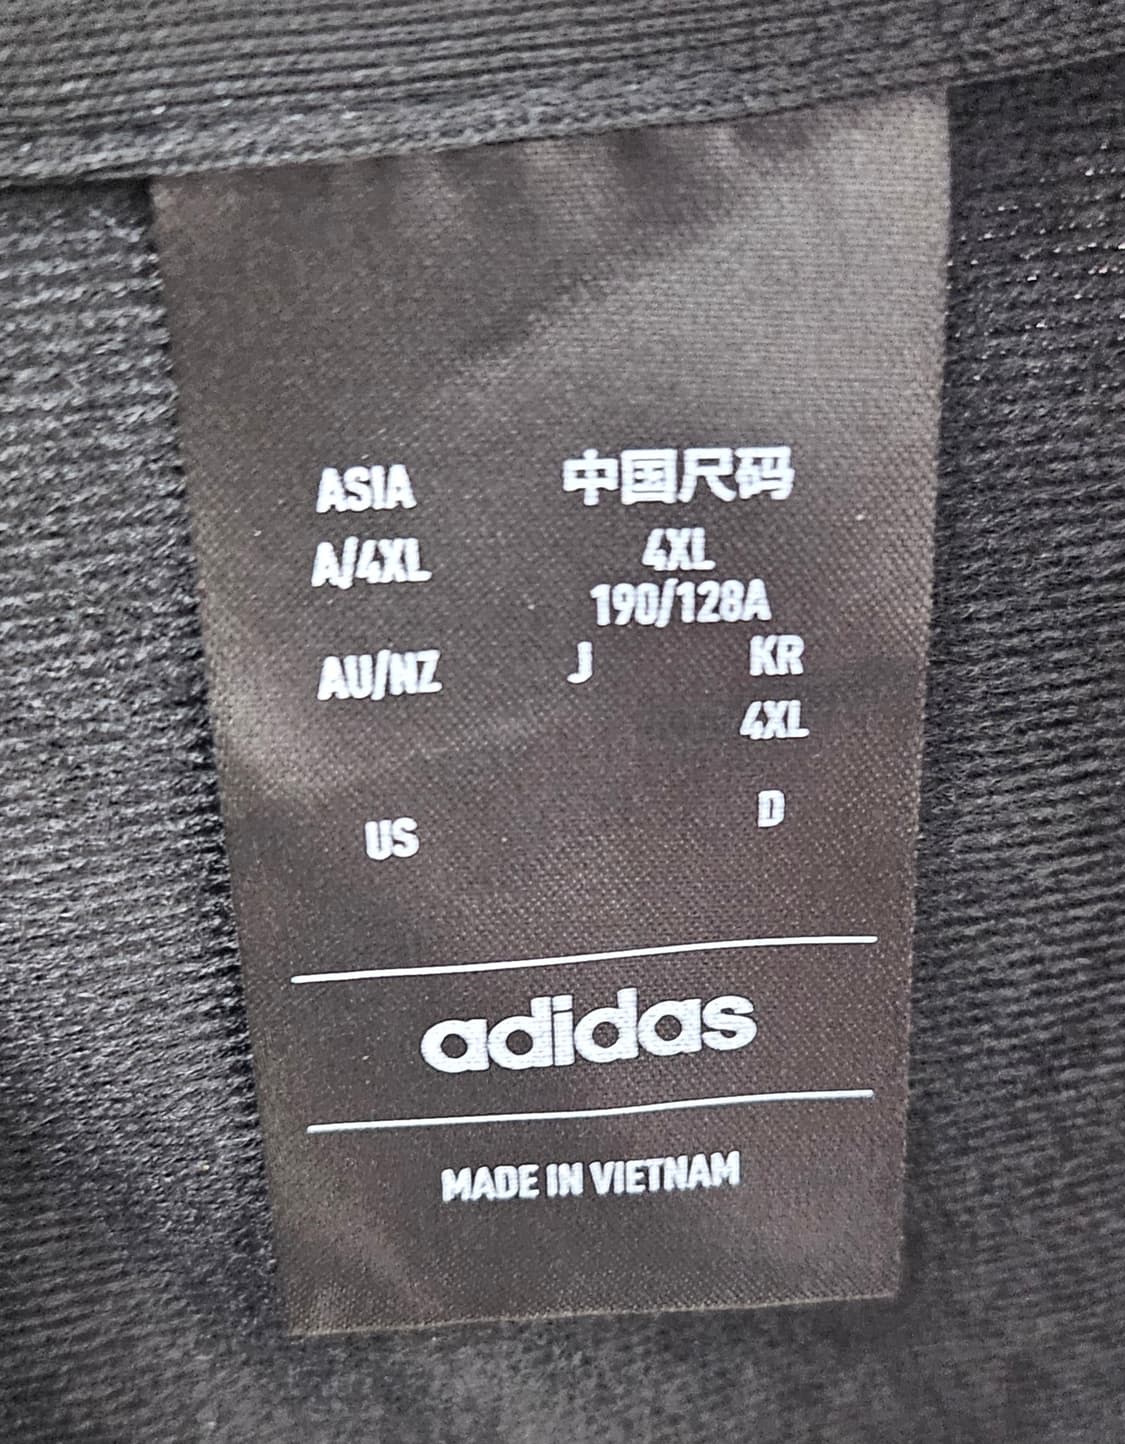 ASIA 中国尺码
A/4XL 4XL
190/128A
AU/NZ J KR
4XL
US D
adidas
MADE IN VIETNAM